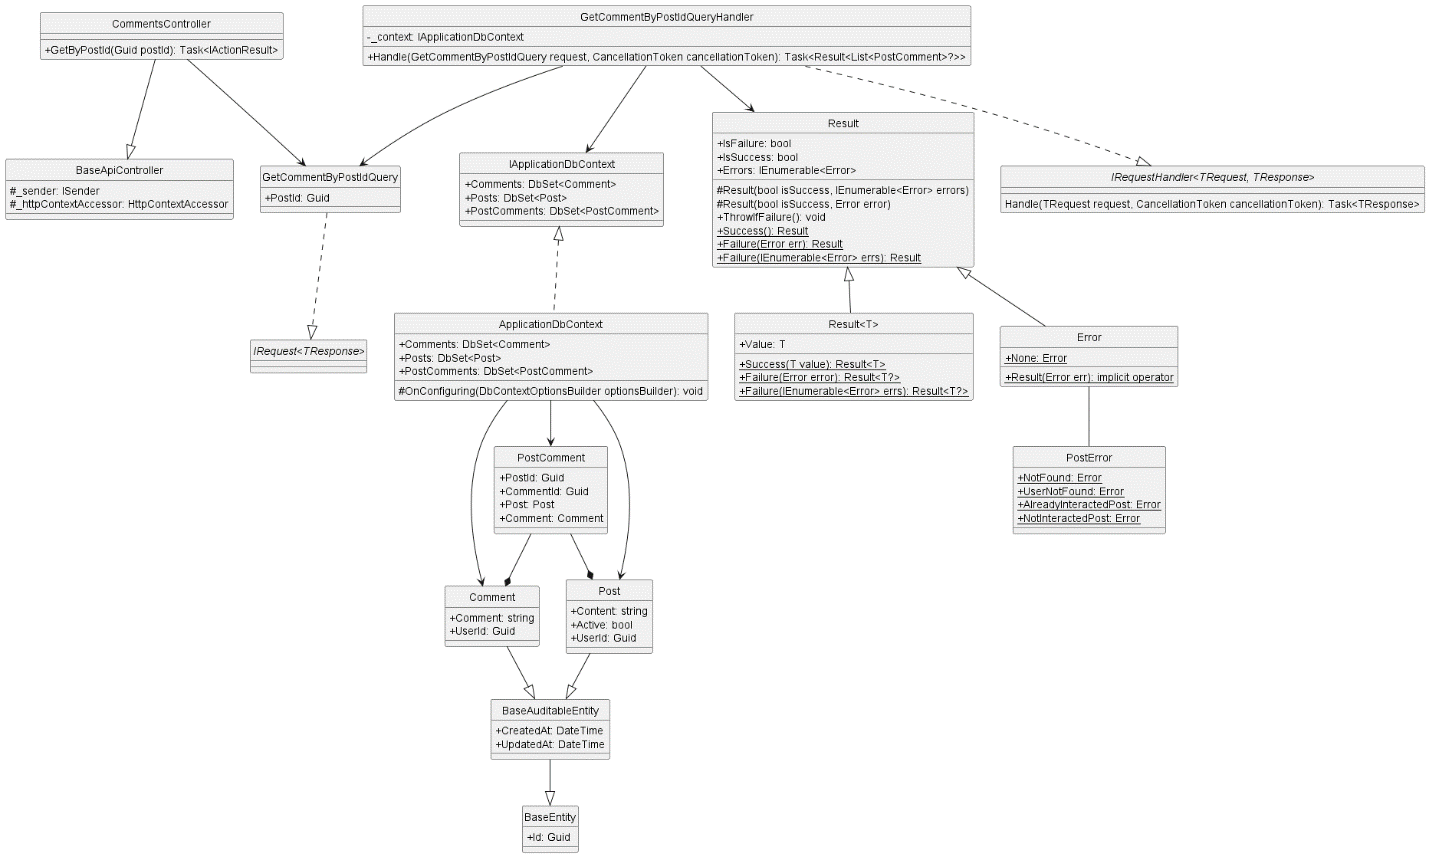 CommentsController
+GetByPostId(Guid postId): Task<IActionResult>
GetCommentByPostIdQueryHandler
-_context: IApplicationDbContext
+Handle(GetCommentByPostIdQuery request, CancellationToken cancellationToken): Task<Result<List<PostComment>?>>
BaseApiController
#_sender: ISender
#_httpContextAccessor: HttpContextAccessor
GetCommentByPostIdQuery
+PostId: Guid
IApplicationDbContext
+Comments: DbSet<Comment>
+Posts: DbSet<Post>
+PostComments: DbSet<PostComment>
Result
+IsFailure: bool
+IsSuccess: bool
+Errors: IEnumerable<Error>
#Result(bool isSuccess, IEnumerable<Error> errors)
#Result(bool isSuccess, Error error)
+ThrowIfFailure(): void
+Success(): Result
+Failure(Error err): Result
+Failure(IEnumerable<Error> errs): Result
IRequestHandler<TRequest, TResponse>
Handle(TRequest request, CancellationToken cancellationToken): Task<TResponse>
IRequest<TResponse>
ApplicationDbContext
+Comments: DbSet<Comment>
+Posts: DbSet<Post>
+PostComments: DbSet<PostComment>
#OnConfiguring(DbContextOptionsBuilder optionsBuilder): void
Result<T>
+Value: T
+Success(T value): Result<T>
+Failure(Error error): Result<T?>
+Failure(IEnumerable<Error> errs): Result<T?>
Error
+None: Error
+Result(Error err): implicit operator
PostComment
+PostId: Guid
+CommentId: Guid
+Post: Post
+Comment: Comment
PostError
+NotFound: Error
+UserNotFound: Error
+AlreadyInteractedPost: Error
+NotInteractedPost: Error
Comment
+Comment: string
+UserId: Guid
Post
+Content: string
+Active: bool
+UserId: Guid
BaseAuditableEntity
+CreatedAt: DateTime
+UpdatedAt: DateTime
BaseEntity
+Id: Guid